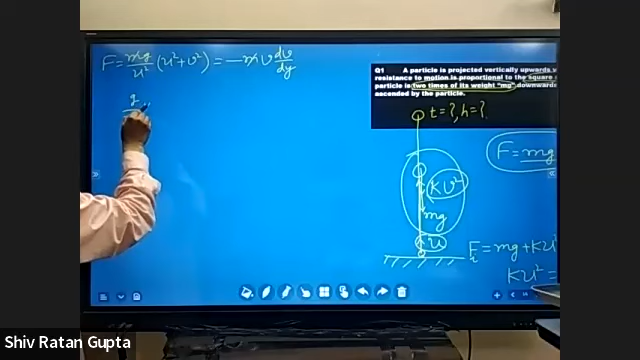 F = mg/u² (u² + v²) = -mv dv/dy
g
Q1 A particle is projected vertically upwards
resistance to motion is proportional to the square
particle is two times of its weight "mg" downwards
ascended by the particle.
t = ?, h = ?
F = mg
Kv²
mg
u
= mg + Kv²
Ku² =
Shiv Ratan Gupta